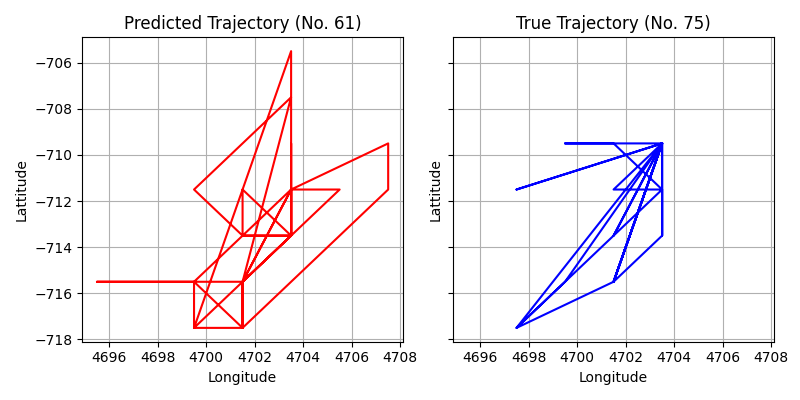 Predicted Trajectory (No. 61)
True Trajectory (No. 75)
−706
−708
−710
−712
−714
−716
−718
Lattitude
Lattitude
4696 4698 4700 4702 4704 4706 4708
4696 4698 4700 4702 4704 4706 4708
Longitude
Longitude